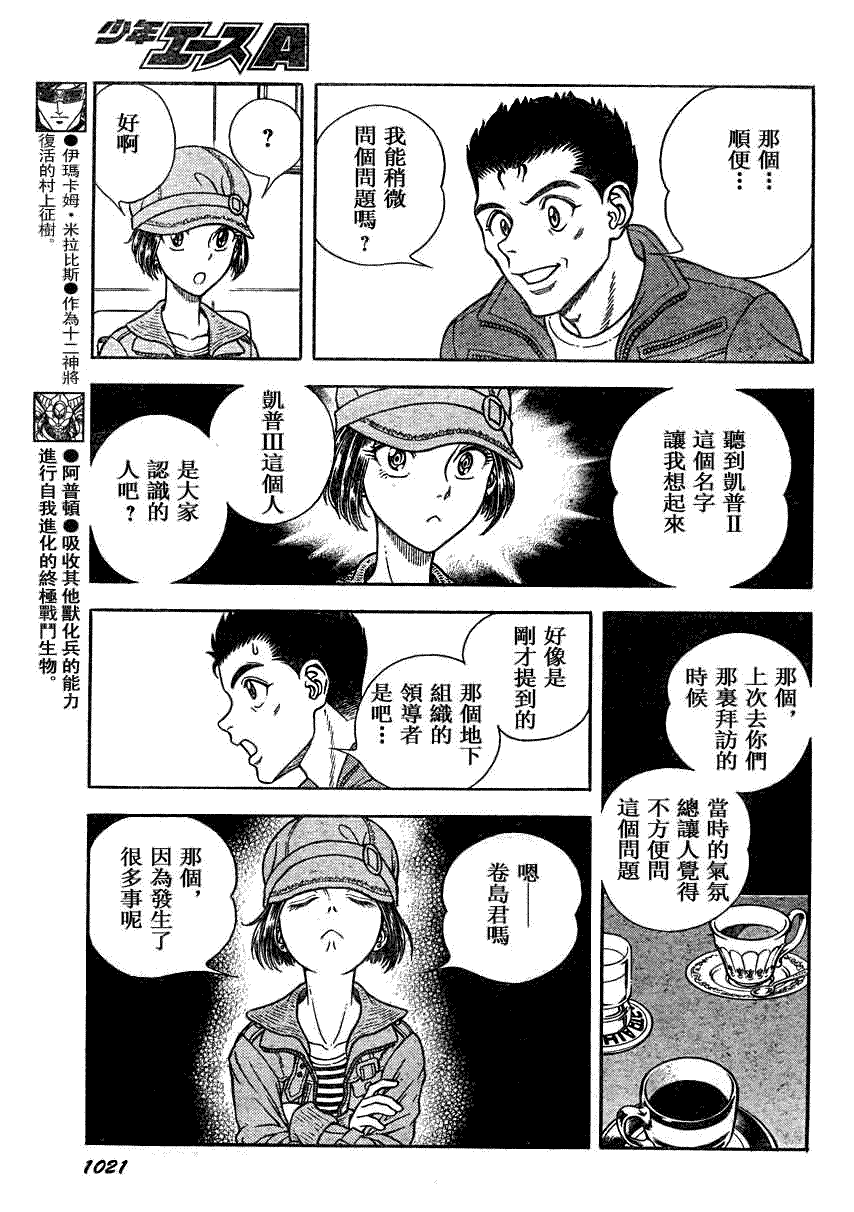 少年エースA
那個…
順便…
我能稍微
問個問題嗎?
?
好啊
聽到凱普II
這個名字
讓我想起來
凱普III這個人
是大家
認識的
人吧?
那個,
上次去你們
那裏拜訪的
時候
當時的氣氛
總讓人覺得
不方便問
這個問題
好像是
剛才提到的
那個地下
組織的
領導者
是吧…
嗯——
卷島君嗎
那個,
因為發生了
很多事呢
●伊瑪卡姆·米拉比斯●作為十二神將
復活的村上征樹。
●阿普頓●吸收其他獸化兵的能力
進行自我進化的終極戰鬥生物。
1021